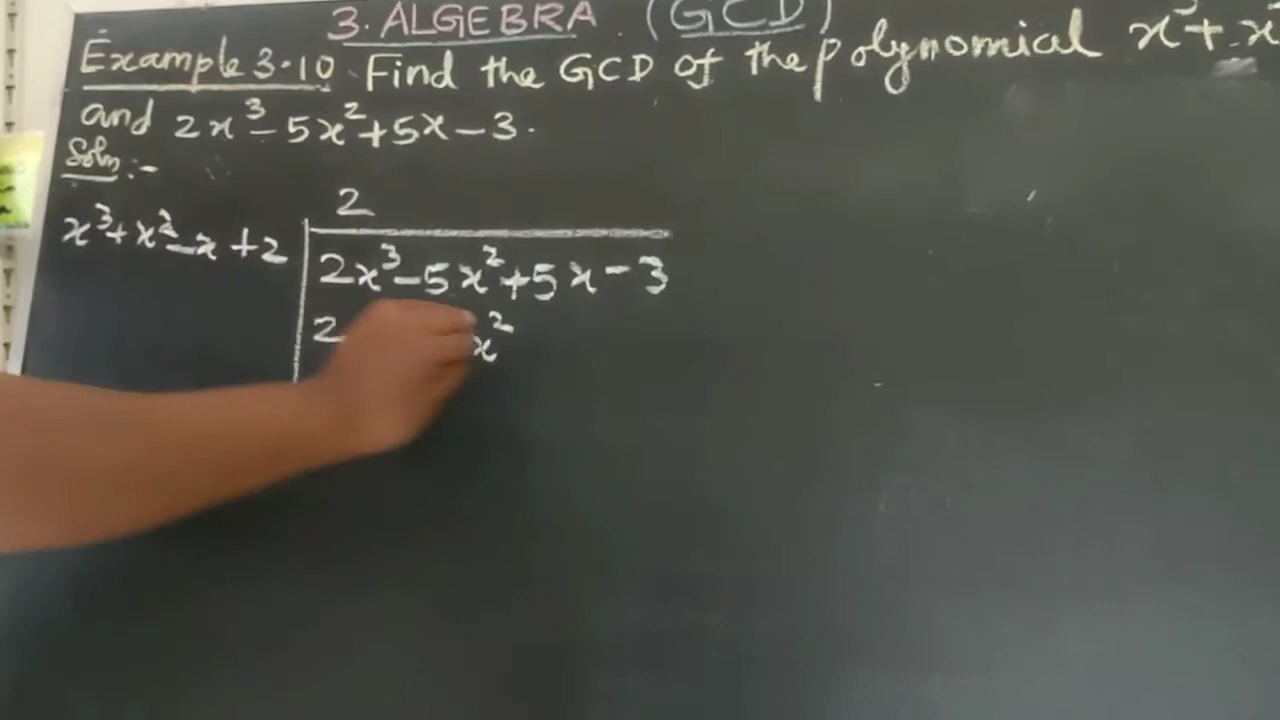 3. ALGEBRA (GCD)
Example 3.10 Find the GCD of the polynomial x³+x
and 2x³-5x²+5x-3.
Soln:-
2
x³+x²-x+2 2x³-5x²+5x-3
2 x²